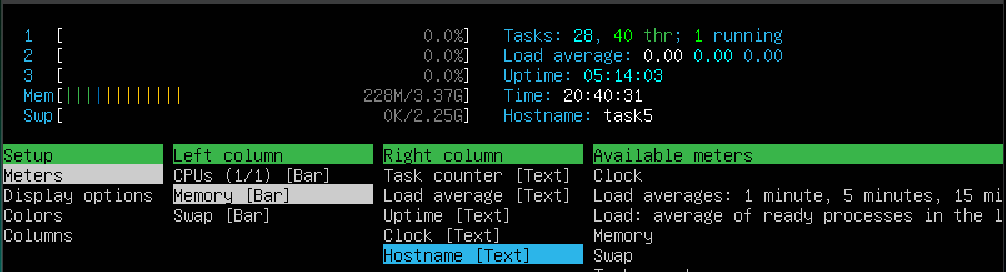 1 [ 0.0%] Tasks: 28, 40 thr; 1 running
2 [ 0.0%] Load average: 0.00 0.00 0.00
3 [ 0.0%] Uptime: 05:14:03
Mem[|||||||||||||| 228M/3.37G] Time: 20:40:31
Swp[ 0K/2.25G] Hostname: task5
Setup Left column Right column Available meters
Meters CPUs (1/1) [Bar] Task counter [Text] Clock
Display options Memory [Bar] Load average [Text] Load averages: 1 minute, 5 minutes, 15 mi
Colors Swap [Bar] Uptime [Text] Load: average of ready processes in the l
Columns Clock [Text] Memory
Hostname [Text] Swap